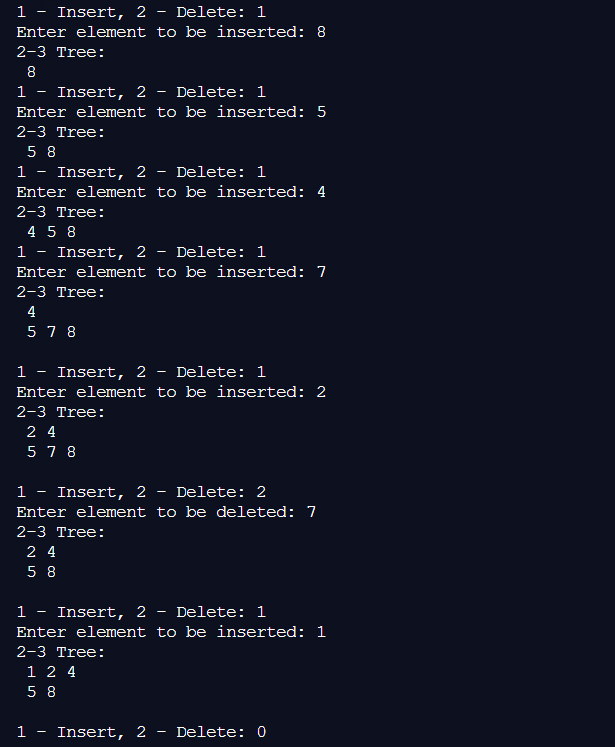 1 - Insert, 2 - Delete: 1
Enter element to be inserted: 8
2-3 Tree:
8
1 - Insert, 2 - Delete: 1
Enter element to be inserted: 5
2-3 Tree:
5 8
1 - Insert, 2 - Delete: 1
Enter element to be inserted: 4
2-3 Tree:
4 5 8
1 - Insert, 2 - Delete: 1
Enter element to be inserted: 7
2-3 Tree:
4
5 7 8
1 - Insert, 2 - Delete: 1
Enter element to be inserted: 2
2-3 Tree:
2 4
5 7 8
1 - Insert, 2 - Delete: 2
Enter element to be deleted: 7
2-3 Tree:
2 4
5 8
1 - Insert, 2 - Delete: 1
Enter element to be inserted: 1
2-3 Tree:
1 2 4
5 8
1 - Insert, 2 - Delete: 0